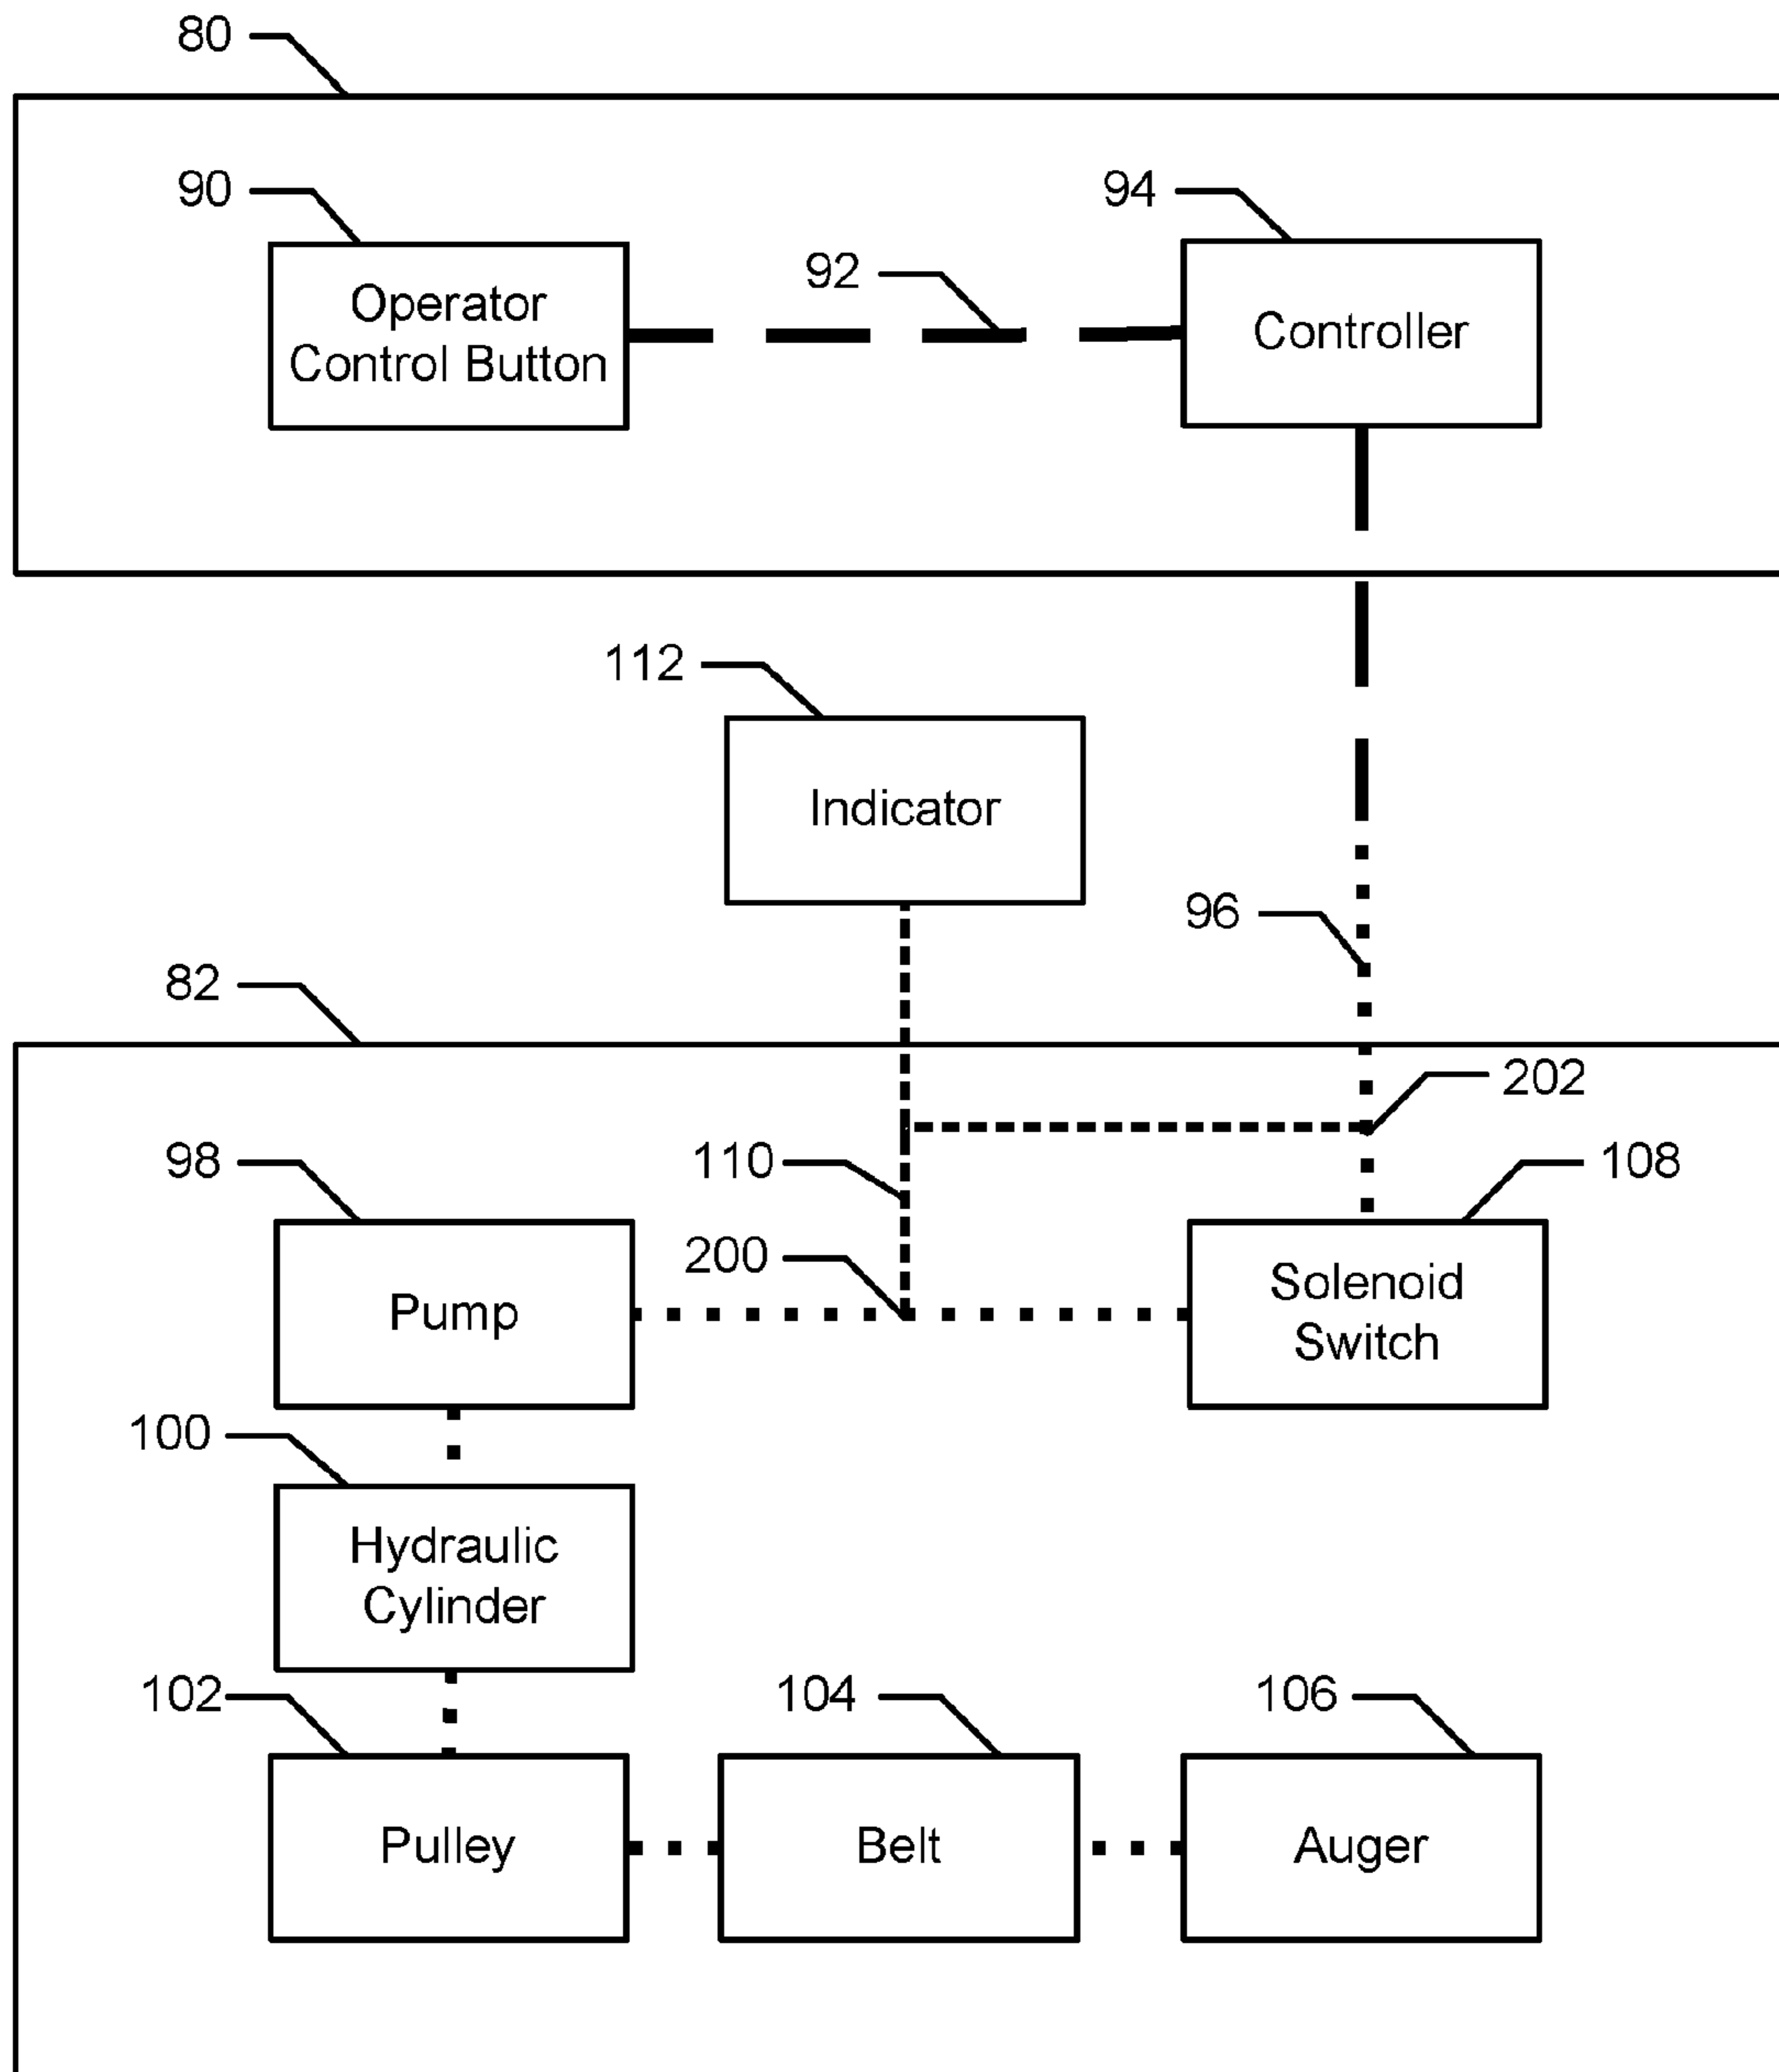 80
90
94
92
Operator
Control Button
Controller
112
Indicator
96
82
202
98
110
108
200
Pump
Solenoid
Switch
100
Hydraulic
Cylinder
102
104
106
Pulley
Belt
Auger